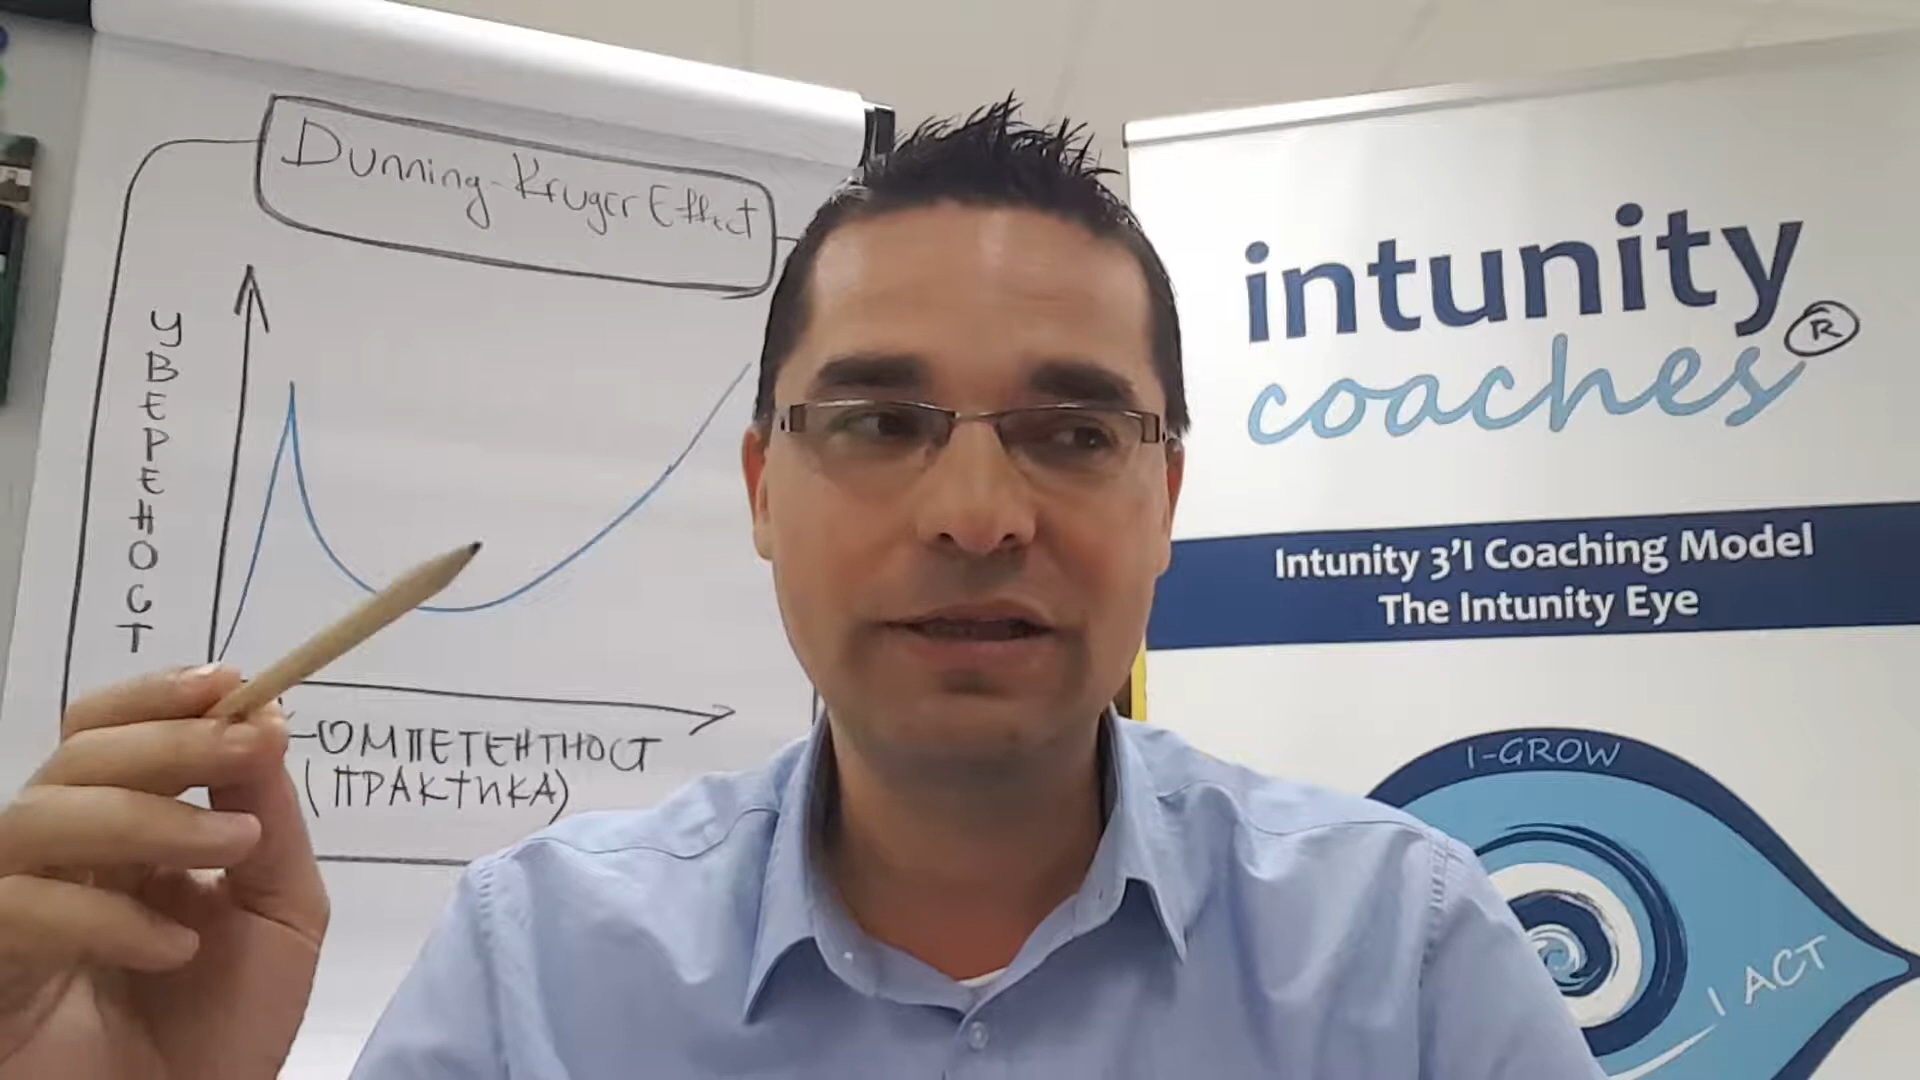 Dunning-Kruger Effect
УВЕРЕНОСТ
КОМПЕТЕНТНОСТ
(ПРАКТИКА)
intunity
coaches
®
Intunity 3'I Coaching Model
The Intunity Eye
I-GROW
I ACT